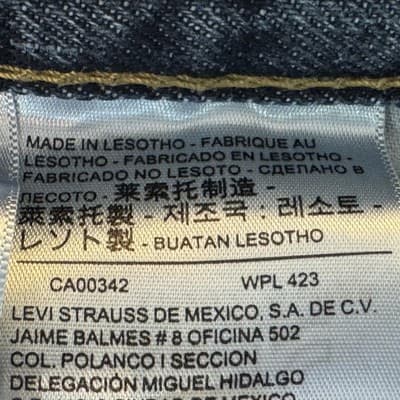 MADE IN LESOTHO - FABRIQUE AU
LESOTHO - FABRICADO EN LESOTHO -
FABRICADO NO LESOTO - СДЕЛАНО В
ЛЕСОТО - 莱索托制造 -
萊索托製 - 제조국 : 레소토 -
レソト製 - BUATAN LESOTHO
CA00342 WPL 423
LEVI STRAUSS DE MEXICO, S.A. DE C.V.
JAIME BALMES # 8 OFICINA 502
COL. POLANCO I SECCION
DELEGACIÓN MIGUEL HIDALGO